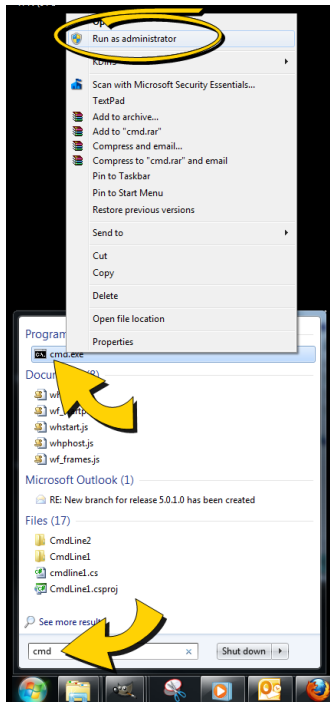 Run as administrator
Scan with Microsoft Security Essentials...
TextPad
Add to archive...
Add to "cmd.rar"
Compress and email...
Compress to "cmd.rar" and email
Pin to Taskbar
Pin to Start Menu
Restore previous versions
Send to
Cut
Copy
Delete
Open file location
Properties
Program
cmd.exe
whstart.js
whphost.js
wf_frames.js
Microsoft Outlook (1)
RE: New branch for release 5.0.1.0 has been created
Files (17)
CmdLine2
CmdLine1
cmdline1.cs
CmdLine1.csproj
See more
cmd
Shut down